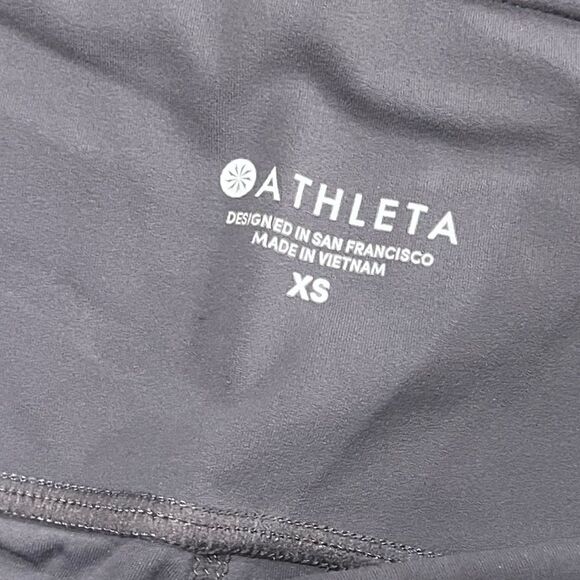 ATHLETA
DESIGNED IN SAN FRANCISCO
MADE IN VIETNAM
XS